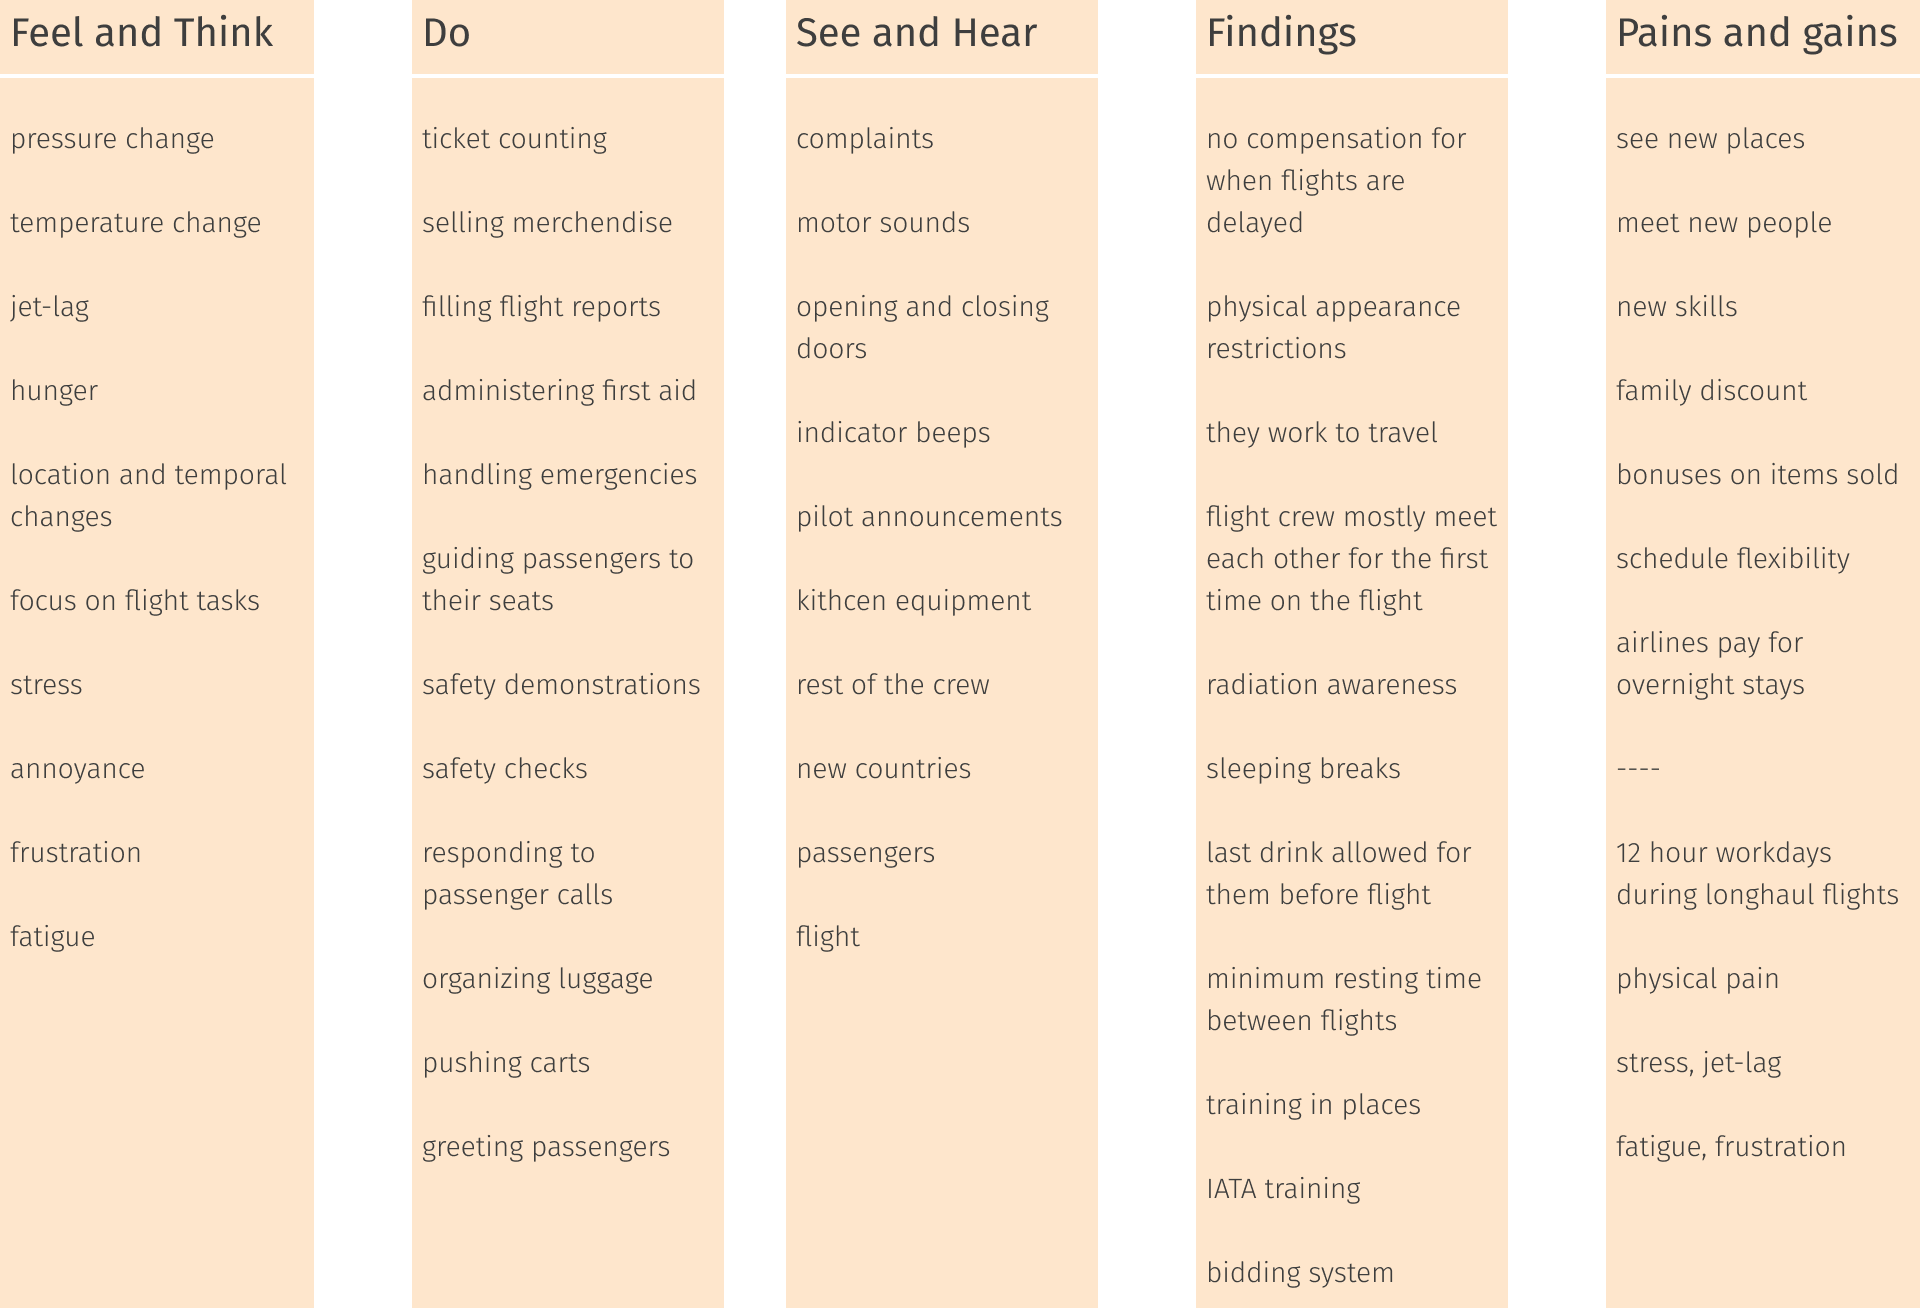 Feel and Think
pressure change
temperature change
jet-lag
hunger
location and temporal
changes
focus on flight tasks
stress
annoyance
frustration
fatigue
Do
ticket counting
selling merchendise
filling flight reports
administering first aid
handling emergencies
guiding passengers to
their seats
safety demonstrations
safety checks
responding to
passenger calls
organizing luggage
pushing carts
greeting passengers
See and Hear
complaints
motor sounds
opening and closing
doors
indicator beeps
pilot announcements
kithcen equipment
rest of the crew
new countries
passengers
flight
Findings
no compensation for
when flights are
delayed
physical appearance
restrictions
they work to travel
flight crew mostly meet
each other for the first
time on the flight
radiation awareness
sleeping breaks
last drink allowed for
them before flight
minimum resting time
between flights
training in places
IATA training
bidding system
Pains and gains
see new places
meet new people
new skills
family discount
bonuses on items sold
schedule flexibility
airlines pay for
overnight stays
----
12 hour workdays
during longhaul flights
physical pain
stress, jet-lag
fatigue, frustration